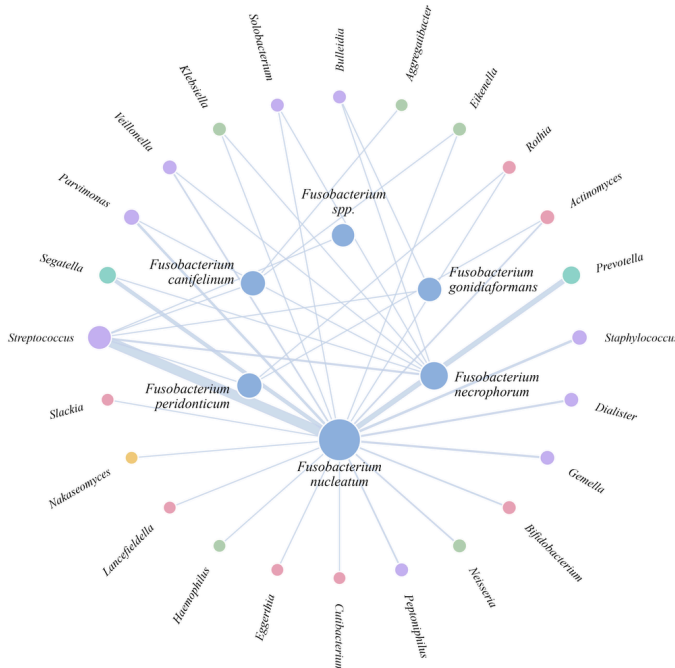 Solobacterium
Bulleidia
Aggregatibacter
Klebsiella
Eikenella
Veillonella
Rothia
Parvimonas
Actinomyces
Fusobacterium
spp.
Segatella
Fusobacterium
canifelinum
Fusobacterium
gonidiaformans
Prevotella
Streptococcus
Staphylococcus
Slackia
Fusobacterium
peridonticum
Fusobacterium
necrophorum
Dialister
Nakaseomyces
Fusobacterium
nucleatum
Gemella
Lancefieldella
Bifidobacterium
Haemophilus
Neisseria
Eggerthia
Cutibacterium
Peptoniphilus